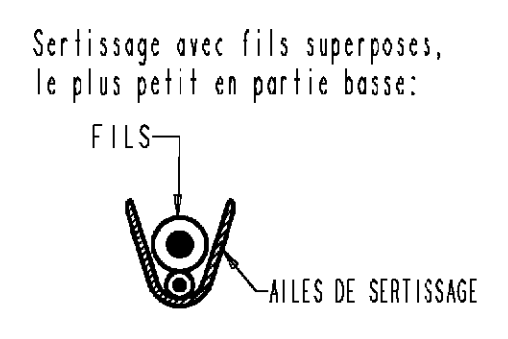 Sertissage avec fils superposes,
le plus petit en partie basse:
FILS
AILES DE SERTISSAGE